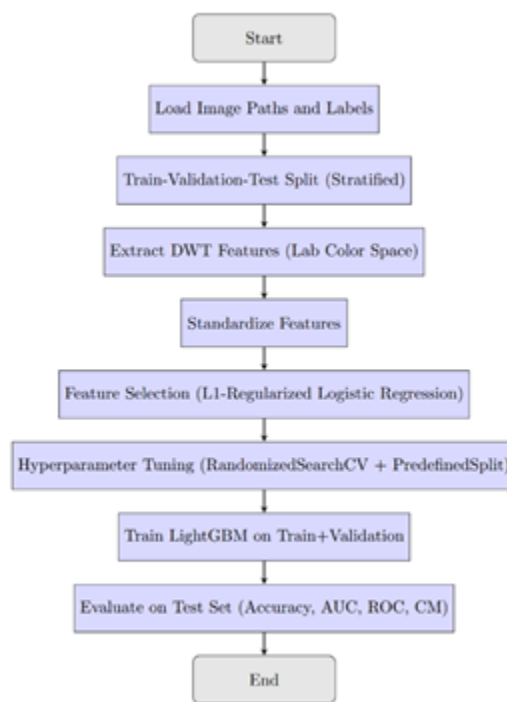 Start
Load Image Paths and Labels
Train-Validation-Test Split (Stratified)
Extract DWT Features (Lab Color Space)
Standardize Features
Feature Selection (L1-Regularized Logistic Regression)
Hyperparameter Tuning (RandomizedSearchCV + PredefinedSplit)
Train LightGBM on Train+Validation
Evaluate on Test Set (Accuracy, AUC, ROC, CM)
End